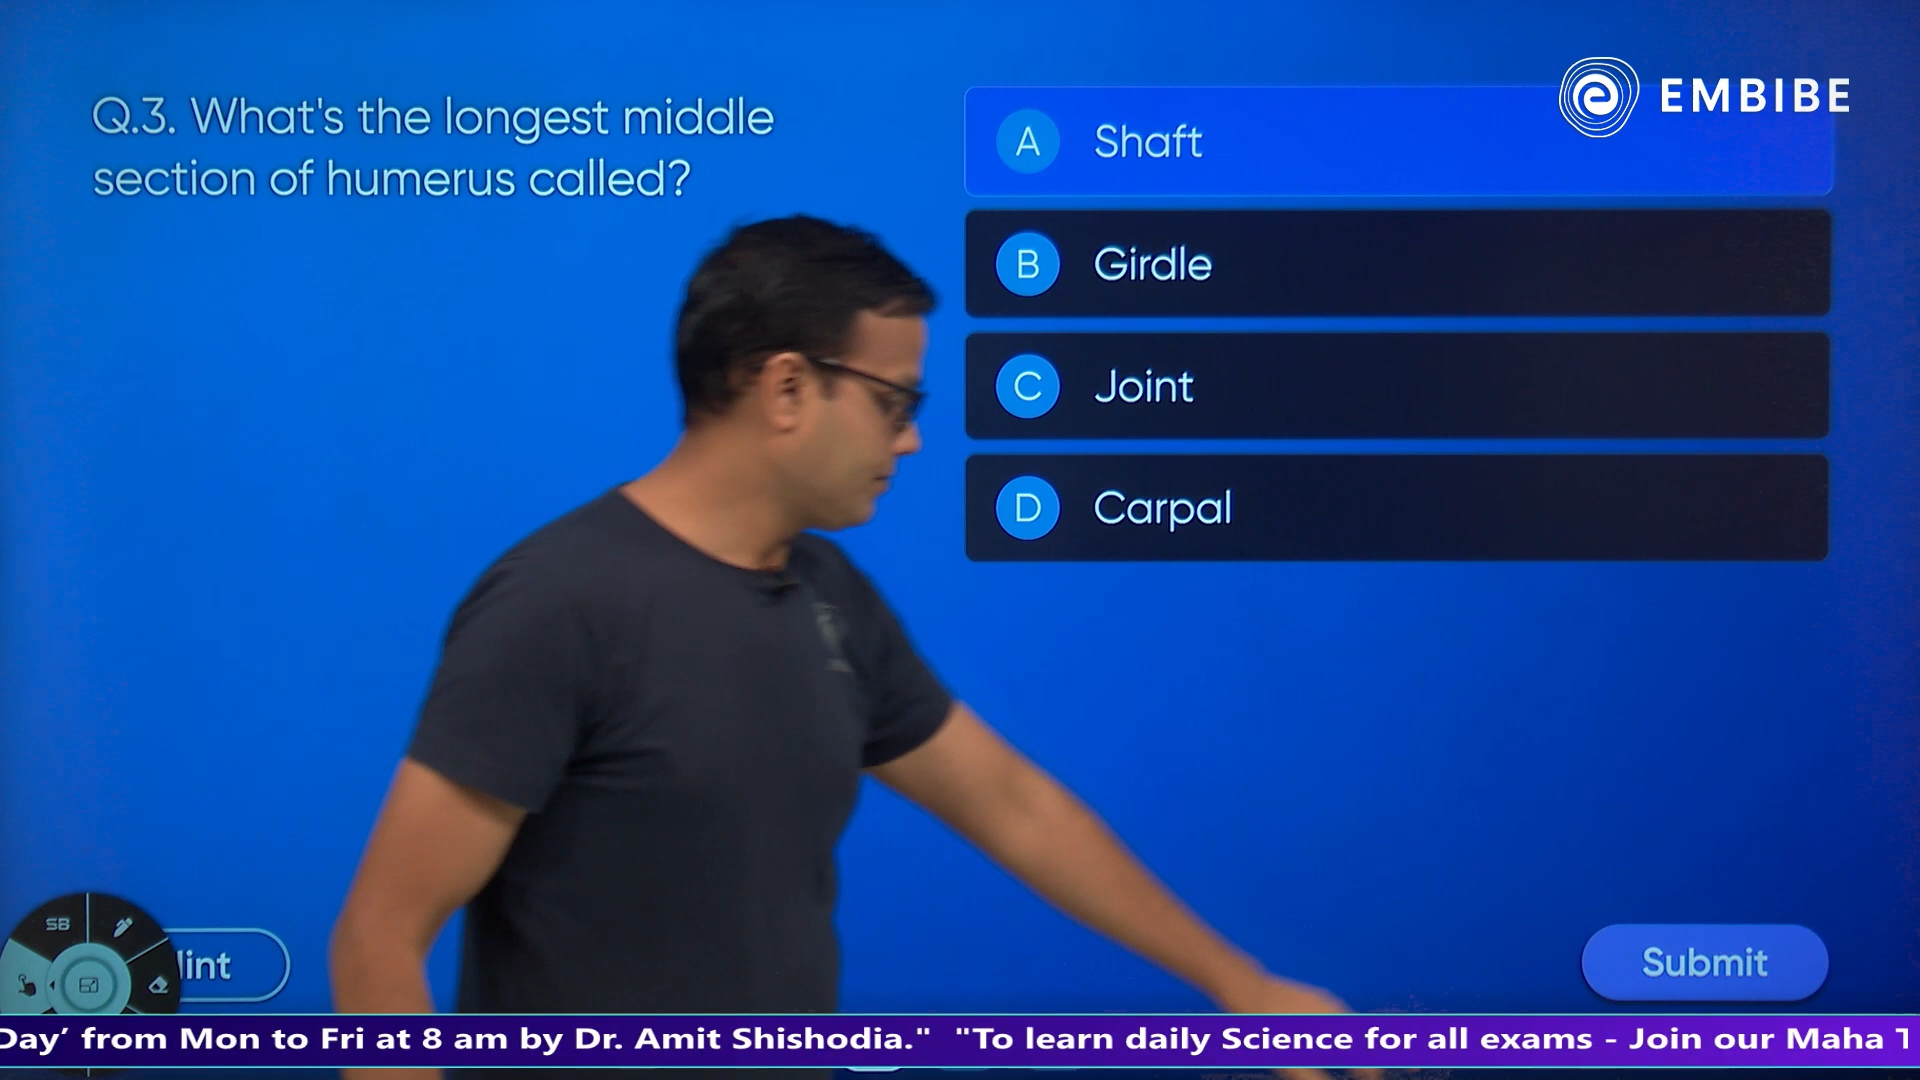 Q.3. What's the longest middle
section of humerus called?
EMBIBE
A Shaft
B Girdle
C Joint
D Carpal
SB
Submit
Day’ from Mon to Fri at 8 am by Dr. Amit Shishodia." "To learn daily Science for all exams - Join our Maha